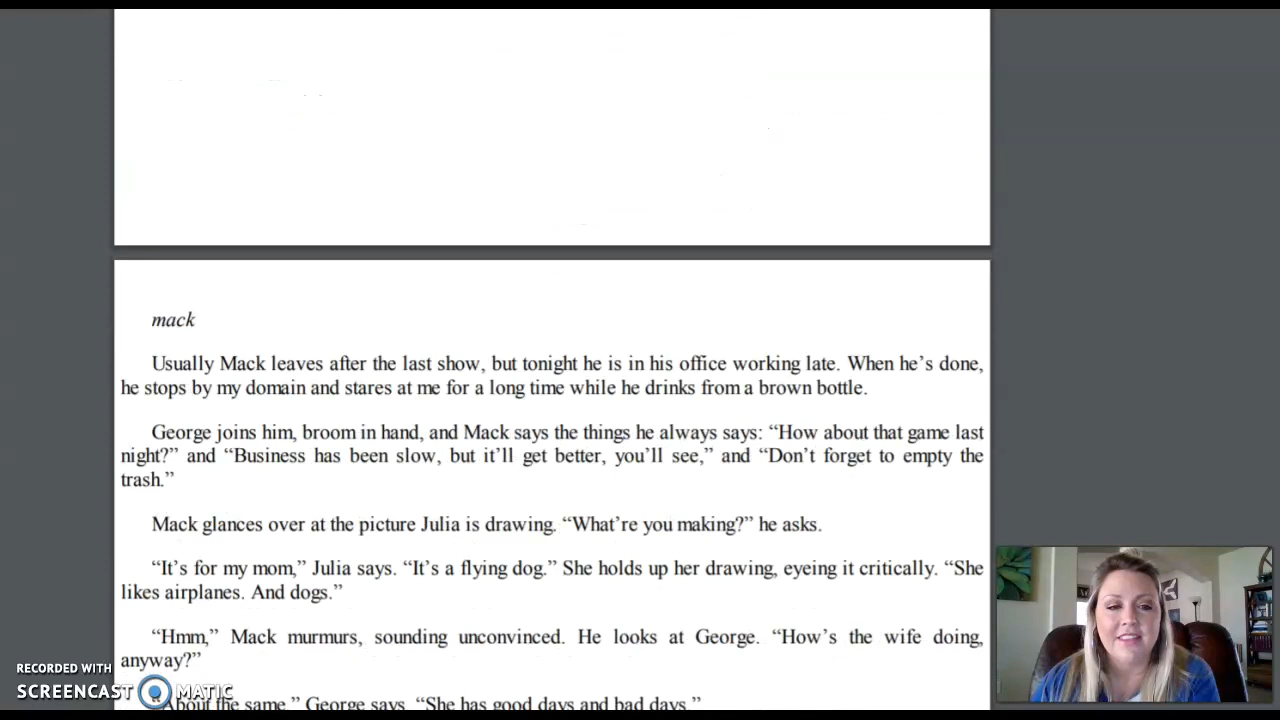 mack
Usually Mack leaves after the last show, but tonight he is in his office working late. When he’s done,
he stops by my domain and stares at me for a long time while he drinks from a brown bottle.
George joins him, broom in hand, and Mack says the things he always says: “How about that game last
night?” and “Business has been slow, but it’ll get better, you’ll see,” and “Don’t forget to empty the
trash.”
Mack glances over at the picture Julia is drawing. “What’re you making?” he asks.
“It’s for my mom,” Julia says. “It’s a flying dog.” She holds up her drawing, eyeing it critically. “She
likes airplanes. And dogs.”
“Hmm,” Mack murmurs, sounding unconvinced. He looks at George. “How’s the wife doing,
anyway?”
“About the same,” George says. “She has good days and bad days.”
RECORDED WITH
SCREENCAST MATIC